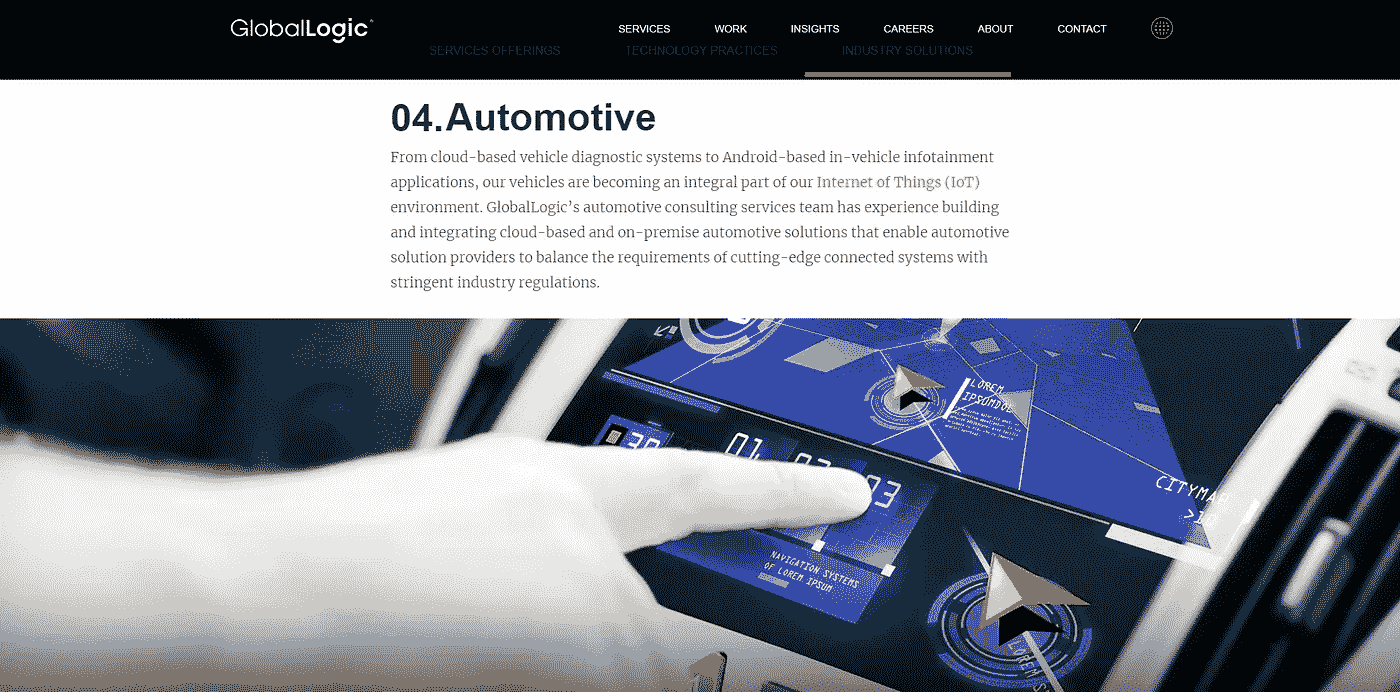 GlobalLogic®
SERVICES WORK INSIGHTS CAREERS ABOUT CONTACT
SERVICES OFFERINGS TECHNOLOGY PRACTICES INDUSTRY SOLUTIONS
04.Automotive
From cloud-based vehicle diagnostic systems to Android-based in-vehicle infotainment
applications, our vehicles are becoming an integral part of our Internet of Things (IoT)
environment. GlobalLogic’s automotive consulting services team has experience building
and integrating cloud-based and on-premise automotive solutions that enable automotive
solution providers to balance the requirements of cutting-edge connected systems with
stringent industry regulations.
LOREM
01
03
CITYMAP
NAVIGATION SYSTEMS
OF LOREM IPSUM